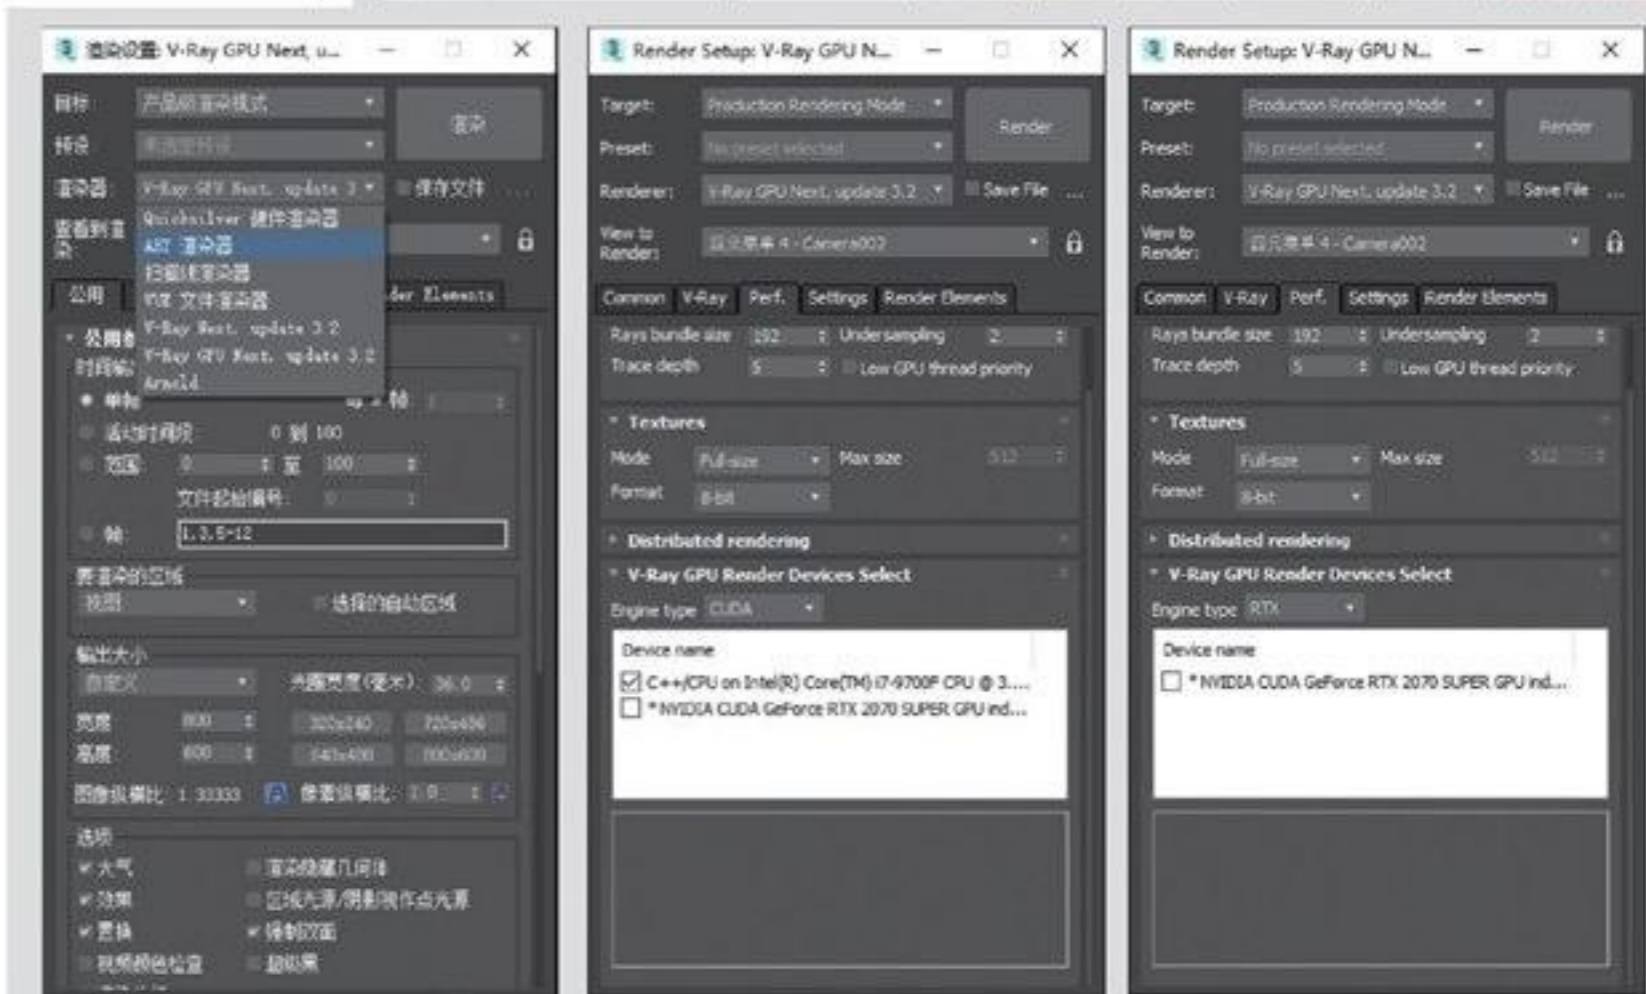 渲染设置: V-Ray GPU Next, u...
目标: 产品级渲染模式
渲染
预设:
渲染器: V-Ray GPU Next, update 3
保存文件 ...
Quicksilver 硬件渲染器
ART 渲染器
扫描线渲染器
VUE 文件渲染器
V-Ray Next, update 3.2
V-Ray GPU Next, update 3.2
Arnold
查看到渲染:
公用
der Elements
公用参
时间输出
单帧
活动时间段: 0 到 100
范围: 0 至 100
文件起始编号: 0
帧: 1,3,5-12
要渲染的区域
视图
选择的自动区域
输出大小
自定义
光圈宽度(毫米): 36.0
宽度: 800 320x240 720x486
高度: 600 640x480 800x600
图像纵横比: 1.33333 像素纵横比: 1.0
选项
大气 渲染隐藏几何体
效果 区域光源/阴影视作点光源
置换 强制双面
视频颜色检查 超级黑
Render Setup: V-Ray GPU N...
Target: Production Rendering Mode
Render
Preset: No preset selected
Renderer: V-Ray GPU Next, update 3.2
Save File ...
View to Render: 四元菜单 4 - Camera002
Common V-Ray Perf. Settings Render Elements
Rays bundle size 192 Undersampling 2
Trace depth 5 Low GPU thread priority
Textures
Mode Full-size Max size 512
Format 8-bit
Distributed rendering
V-Ray GPU Render Devices Select
Engine type CUDA
Device name
C++/CPU on Intel(R) Core(TM) i7-9700F CPU @ 3....
* NVIDIA CUDA GeForce RTX 2070 SUPER GPU ind...
Render Setup: V-Ray GPU N...
Target: Production Rendering Mode
Render
Preset: No preset selected
Renderer: V-Ray GPU Next, update 3.2
Save File ...
View to Render: 四元菜单 4 - Camera002
Common V-Ray Perf. Settings Render Elements
Rays bundle size 192 Undersampling 2
Trace depth 5 Low GPU thread priority
Textures
Mode Full-size Max size 512
Format 8-bit
Distributed rendering
V-Ray GPU Render Devices Select
Engine type RTX
Device name
* NVIDIA CUDA GeForce RTX 2070 SUPER GPU ind...